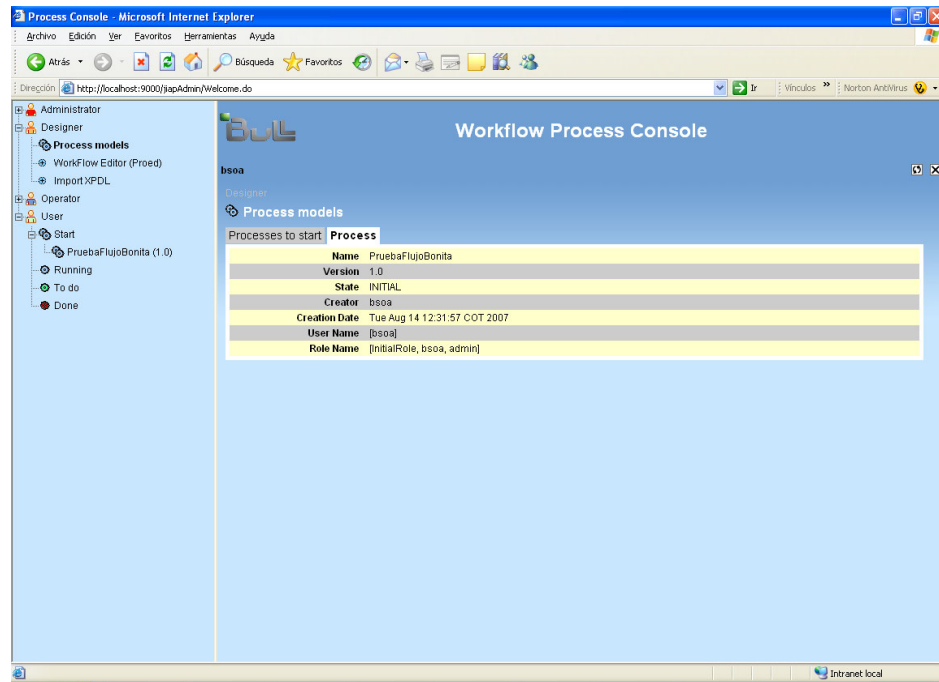 Process Console - Microsoft Internet Explorer
Archivo Edición Ver Favoritos Herramientas Ayuda
Atrás Búsqueda Favoritos
Dirección http://localhost:9000/jiapAdmin/Welcome.do Ir Vínculos » Norton AntiVirus
Administrator
Designer
Process models
WorkFlow Editor (Proed)
Import XPDL
Operator
User
Start
PruebaFlujoBonita (1.0)
Running
To do
Done
Bull Workflow Process Console
bsoa
Designer
Process models
Processes to start Process
Name PruebaFlujoBonita
Version 1.0
State INITIAL
Creator bsoa
Creation Date Tue Aug 14 12:31:57 COT 2007
User Name [bsoa]
Role Name [InitialRole, bsoa, admin]
Intranet local